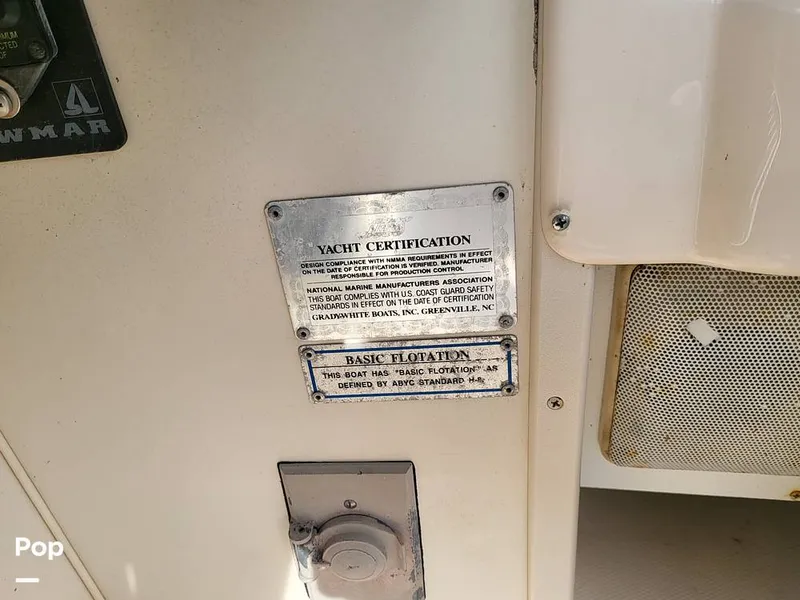 WMAR
YACHT CERTIFICATION
DESIGN COMPLIANCE WITH NMMA REQUIREMENTS IN EFFECT
ON THE DATE OF CERTIFICATION IS VERIFIED. MANUFACTURER
RESPONSIBLE FOR PRODUCTION CONTROL
NATIONAL MARINE MANUFACTURERS ASSOCIATION
THIS BOAT COMPLIES WITH U.S. COAST GUARD SAFETY
STANDARDS IN EFFECT ON THE DATE OF CERTIFICATION
GRADY-WHITE BOATS, INC. GREENVILLE, NC
BASIC FLOTATION
THIS BOAT HAS "BASIC FLOTATION" AS
DEFINED BY ABYC STANDARD H-8.
Pop